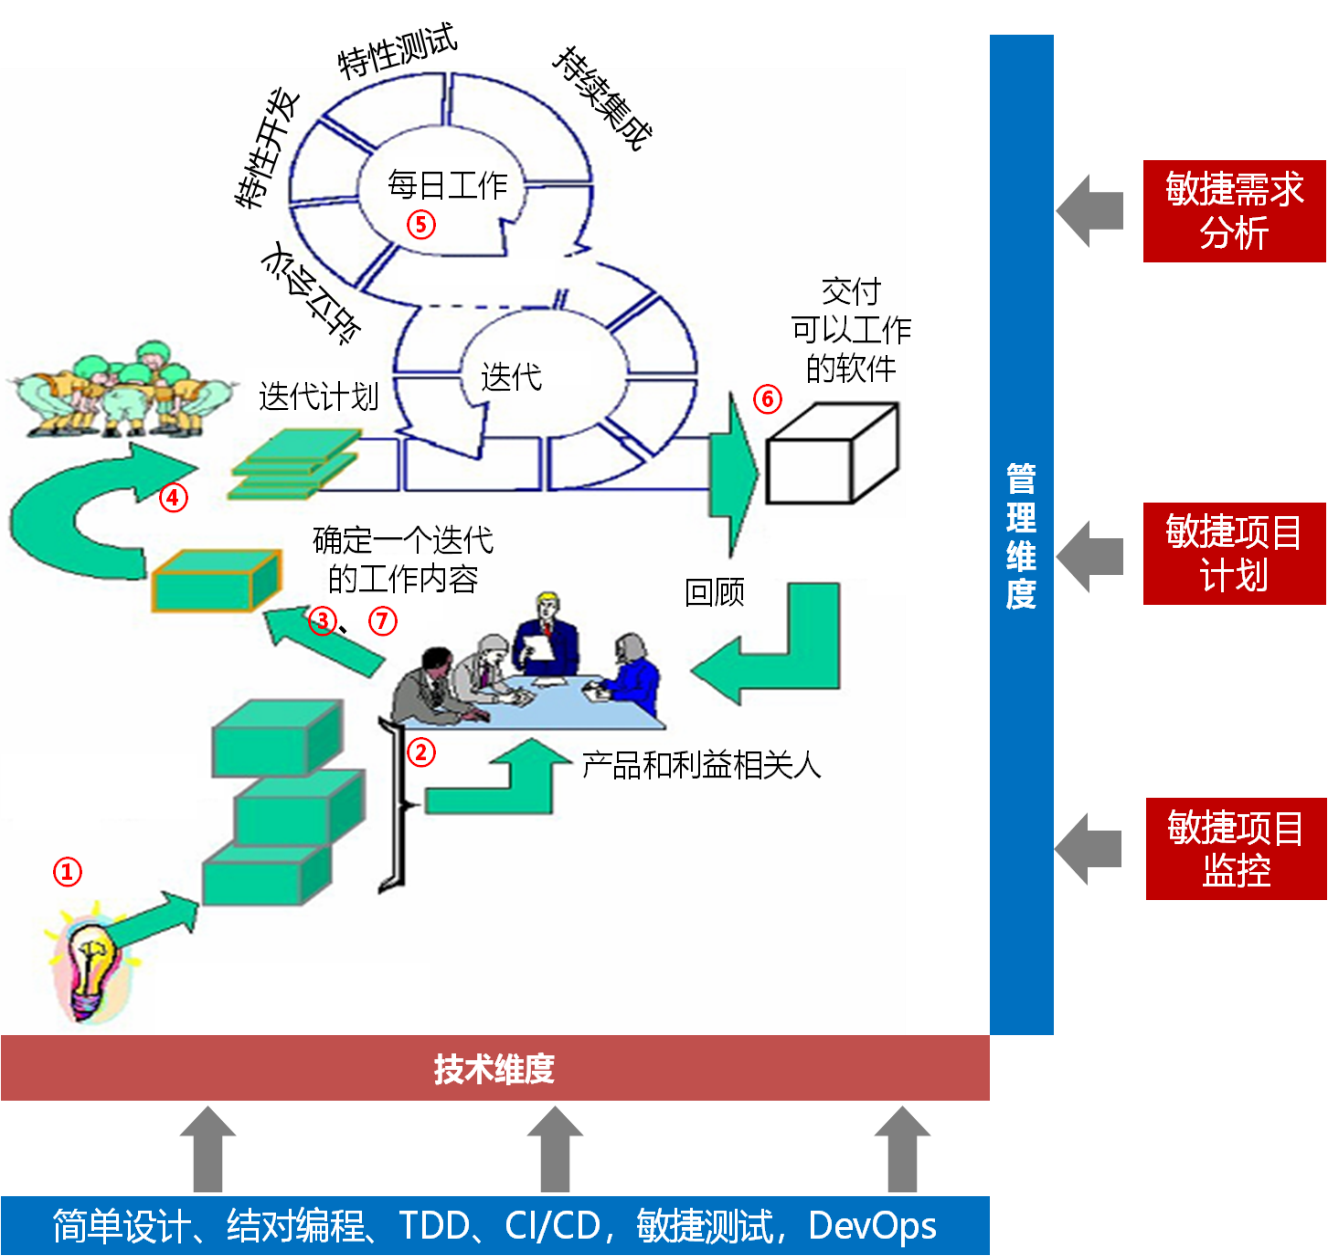 特性测试
持续集成
特性开发
每日工作
⑤
站立会议
敏捷需求
分析
交付
可以工作
的软件
⑥
迭代
迭代计划
④
管
理
维
度
敏捷项目
计划
确定一个迭代
的工作内容
③、⑦
回顾
②
产品和利益相关人
敏捷项目
监控
①
技术维度
简单设计、结对编程、TDD、CI/CD，敏捷测试，DevOps